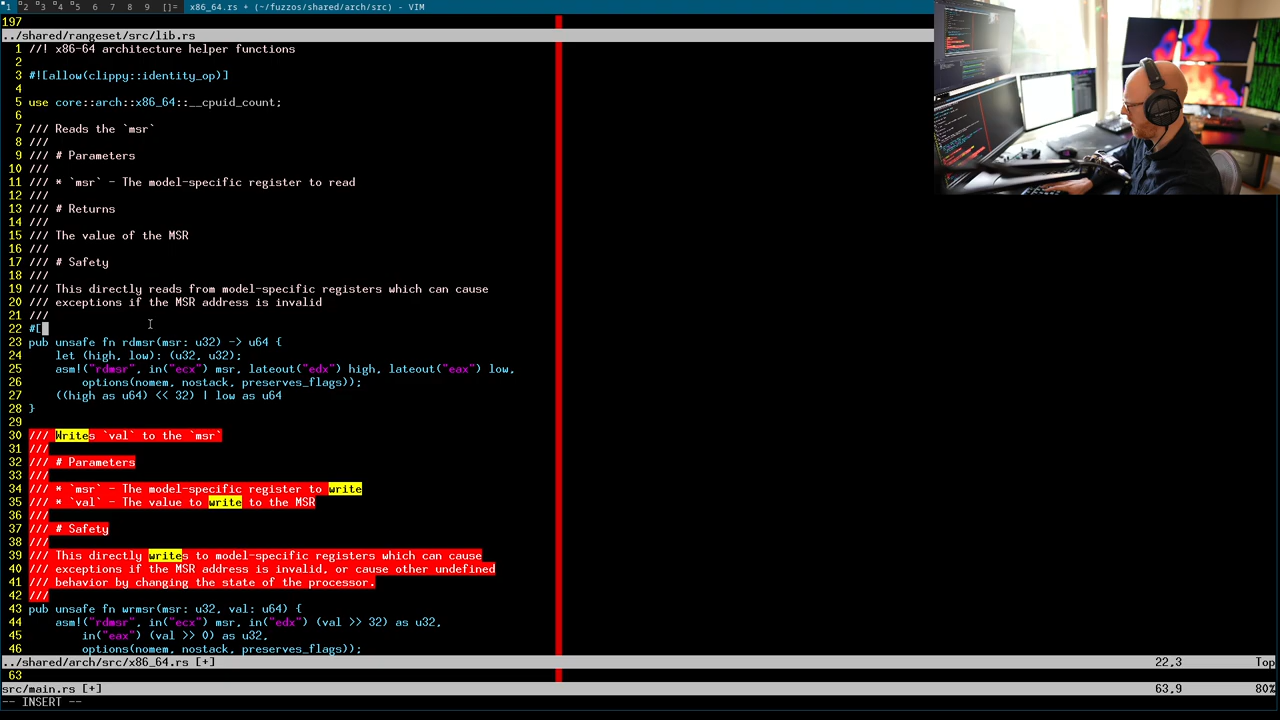 1 2 3 4 5 6 7 8 9 []= x86_64.rs + (~/fuzzos/shared/arch/src) - VIM
197
../shared/rangeset/src/lib.rs
1 //! x86-64 architecture helper functions
2
3 #![allow(clippy::identity_op)]
4
5 use core::arch::x86_64::__cpuid_count;
6
7 /// Reads the `msr`
8 ///
9 /// # Parameters
10 ///
11 /// * `msr` - The model-specific register to read
12 ///
13 /// # Returns
14 ///
15 /// The value of the MSR
16 ///
17 /// # Safety
18 ///
19 /// This directly reads from model-specific registers which can cause
20 /// exceptions if the MSR address is invalid
21 ///
22 #[
23 pub unsafe fn rdmsr(msr: u32) -> u64 {
24     let (high, low): (u32, u32);
25     asm!("rdmsr", in("ecx") msr, lateout("edx") high, lateout("eax") low,
26         options(nomem, nostack, preserves_flags));
27     ((high as u64) << 32) | low as u64
28 }
29
30 /// Writes `val` to the `msr`
31 ///
32 /// # Parameters
33 ///
34 /// * `msr` - The model-specific register to write
35 /// * `val` - The value to write to the MSR
36 ///
37 /// # Safety
38 ///
39 /// This directly writes to model-specific registers which can cause
40 /// exceptions if the MSR address is invalid, or cause other undefined
41 /// behavior by changing the state of the processor.
42 ///
43 pub unsafe fn wrmsr(msr: u32, val: u64) {
44     asm!("rdmsr", in("ecx") msr, in("edx") (val >> 32) as u32,
45         in("eax") (val >> 0) as u32,
46         options(nomem, nostack, preserves_flags));
../shared/arch/src/x86_64.rs [+] 22,3 Top
63
src/main.rs [+] 63,9 80%
-- INSERT --